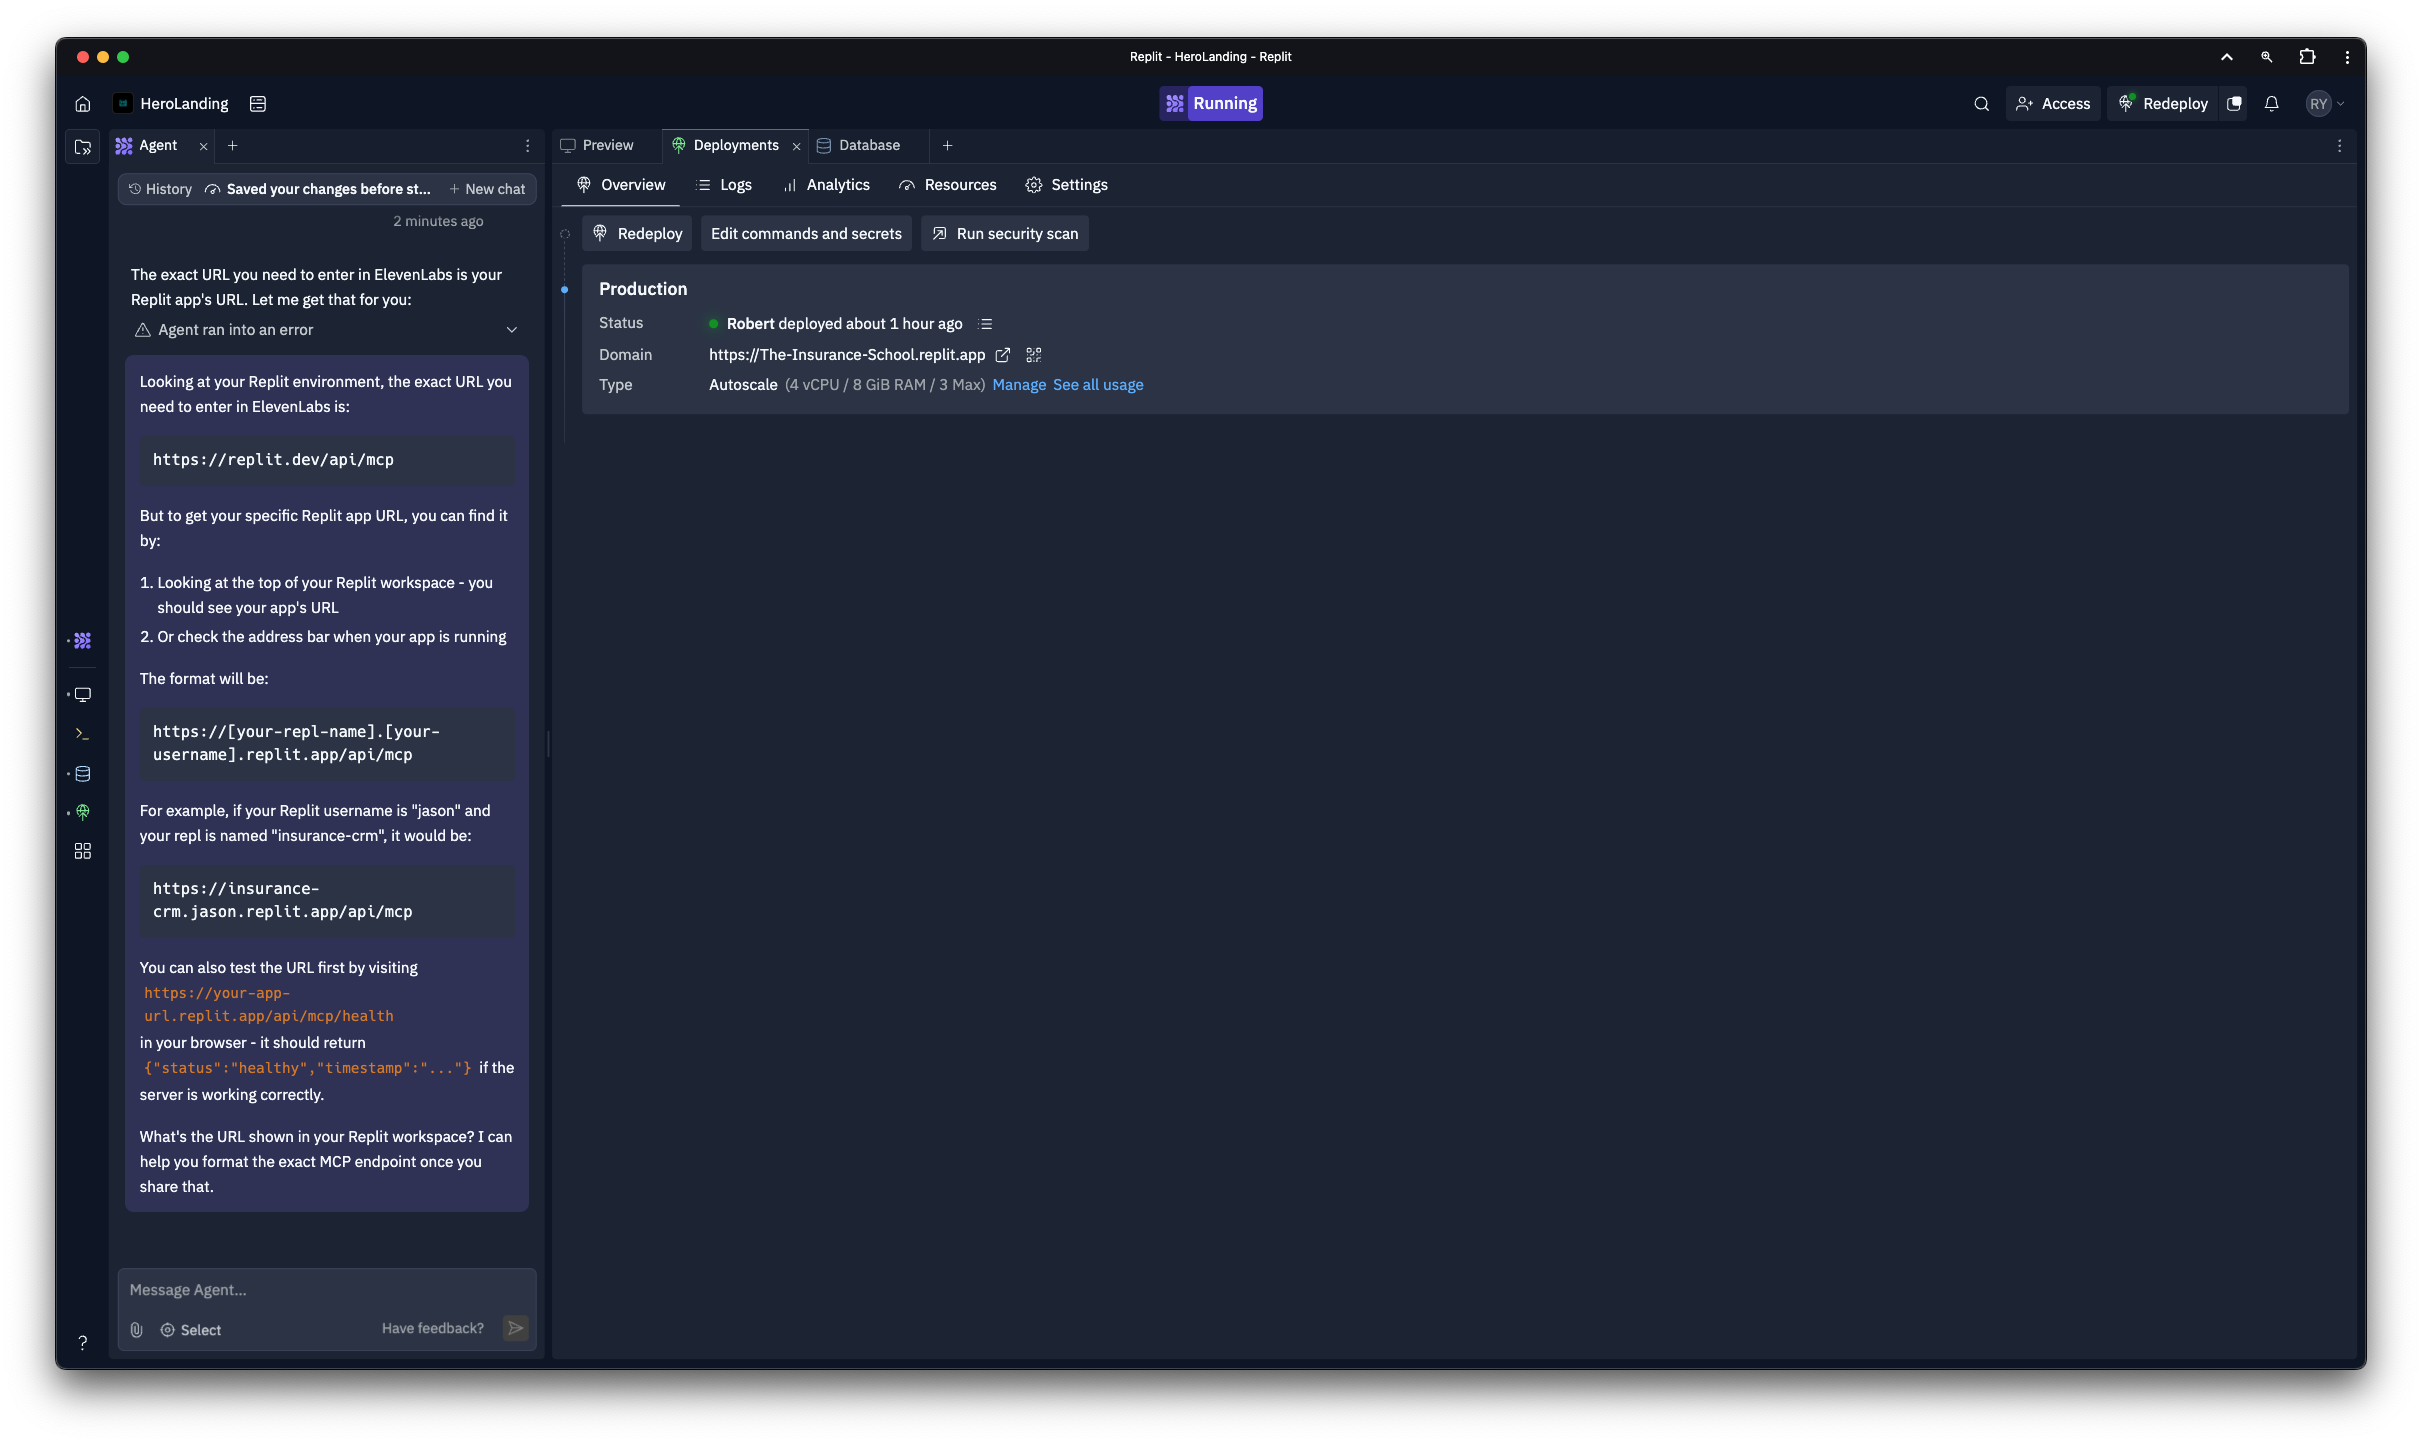 Replit - HeroLanding - Replit
HeroLanding
Running
Access
Redeploy
RY
Agent
Preview
Deployments
Database
History
Saved your changes before st...
New chat
2 minutes ago
The exact URL you need to enter in ElevenLabs is your
Replit app's URL. Let me get that for you:
Agent ran into an error
Looking at your Replit environment, the exact URL you
need to enter in ElevenLabs is:
https://replit.dev/api/mcp
But to get your specific Replit app URL, you can find it
by:
1. Looking at the top of your Replit workspace - you
should see your app's URL
2. Or check the address bar when your app is running
The format will be:
https://[your-repl-name].[your-
username].replit.app/api/mcp
For example, if your Replit username is "jason" and
your repl is named "insurance-crm", it would be:
https://insurance-
crm.jason.replit.app/api/mcp
You can also test the URL first by visiting
https://your-app-
url.replit.app/api/mcp/health
in your browser - it should return
{"status":"healthy","timestamp":"..."} if the
server is working correctly.
What's the URL shown in your Replit workspace? I can
help you format the exact MCP endpoint once you
share that.
Message Agent...
Select
Have feedback?
Overview
Logs
Analytics
Resources
Settings
Redeploy
Edit commands and secrets
Run security scan
Production
Status
Robert deployed about 1 hour ago
Domain
https://The-Insurance-School.replit.app
Type
Autoscale (4 vCPU / 8 GiB RAM / 3 Max) Manage See all usage